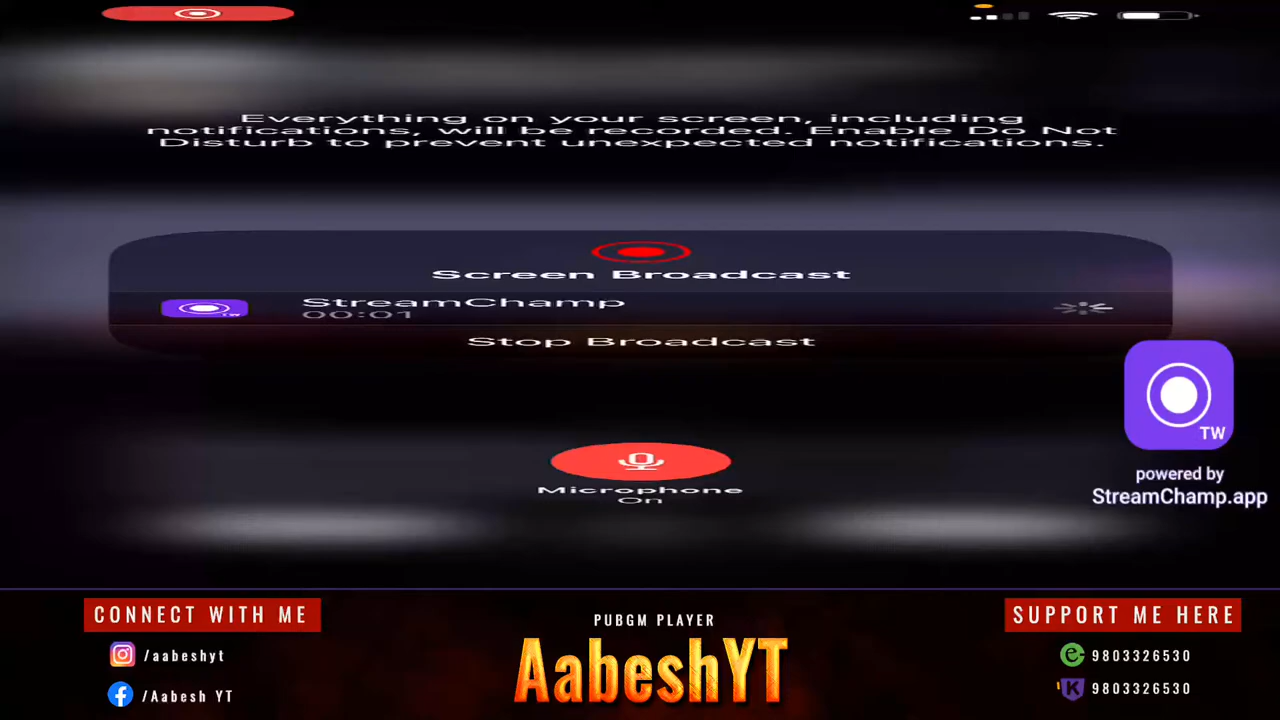 Everything on your screen, including
notifications, will be recorded. Enable Do Not
Disturb to prevent unexpected notifications.
Screen Broadcast
StreamChamp
00:01
TW
Stop Broadcast
TW
powered by
StreamChamp.app
Microphone
On
CONNECT WITH ME
/aabeshyt
/Aabesh YT
PUBGM PLAYER
AabeshYT
SUPPORT ME HERE
e 9803326530
K 9803326530